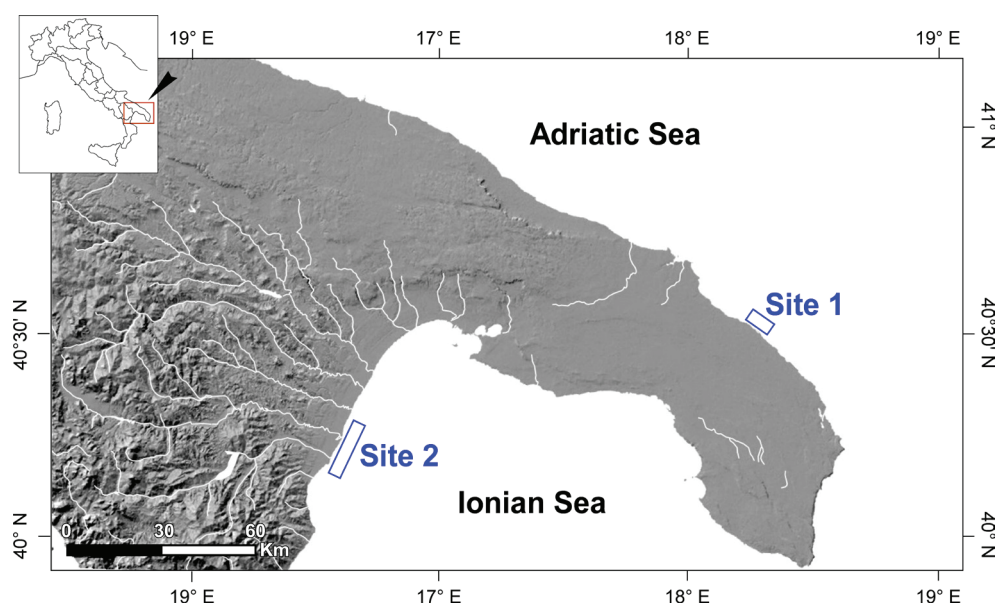 19° E 17° E 18° E 19° E
Adriatic Sea
41° N
Site 1
40°30' N
40°30' N
Site 2
Ionian Sea
0 30 60
Km
40° N
40° N
19° E 17° E 18° E 19° E